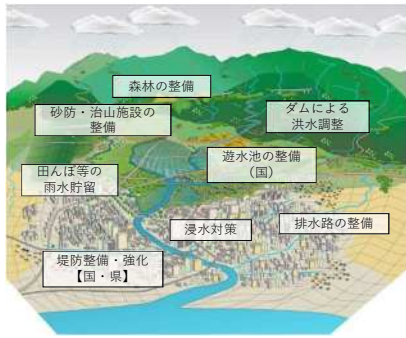 森林の整備
砂防・治山施設の
整備
ダムによる
洪水調整
遊水池の整備
（国）
田んぼ等の
雨水貯留
浸水対策
排水路の整備
堤防整備・強化
【国・県】